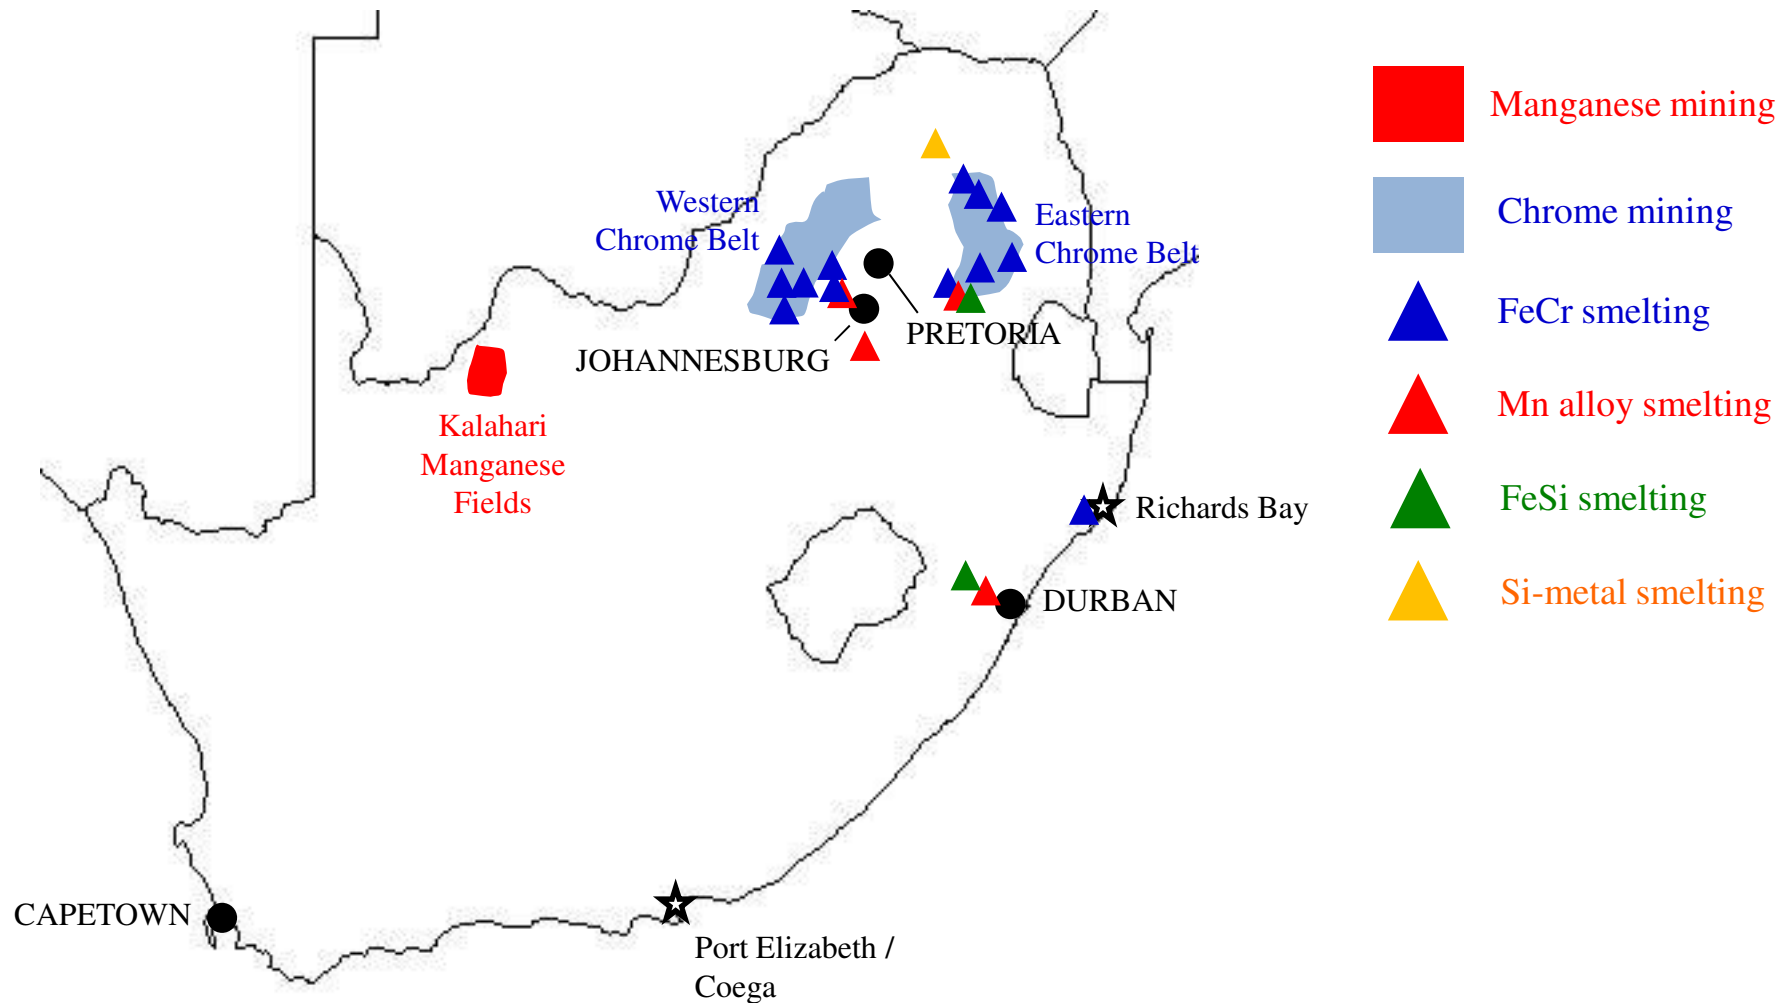 Western
Chrome Belt
Eastern
Chrome Belt
PRETORIA
JOHANNESBURG
Kalahari
Manganese
Fields
Richards Bay
DURBAN
CAPETOWN
Port Elizabeth /
Coega
Manganese mining
Chrome mining
FeCr smelting
Mn alloy smelting
FeSi smelting
Si-metal smelting